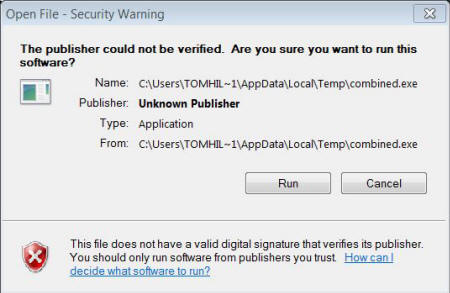 Open File - Security Warning
The publisher could not be verified.  Are you sure you want to run this
software?
Name: C:\Users\TOMHIL~1\AppData\Local\Temp\combined.exe
Publisher: Unknown Publisher
Type: Application
From: C:\Users\TOMHIL~1\AppData\Local\Temp\combined.exe
Run Cancel
This file does not have a valid digital signature that verifies its publisher.
You should only run software from publishers you trust.  How can I
decide what software to run?